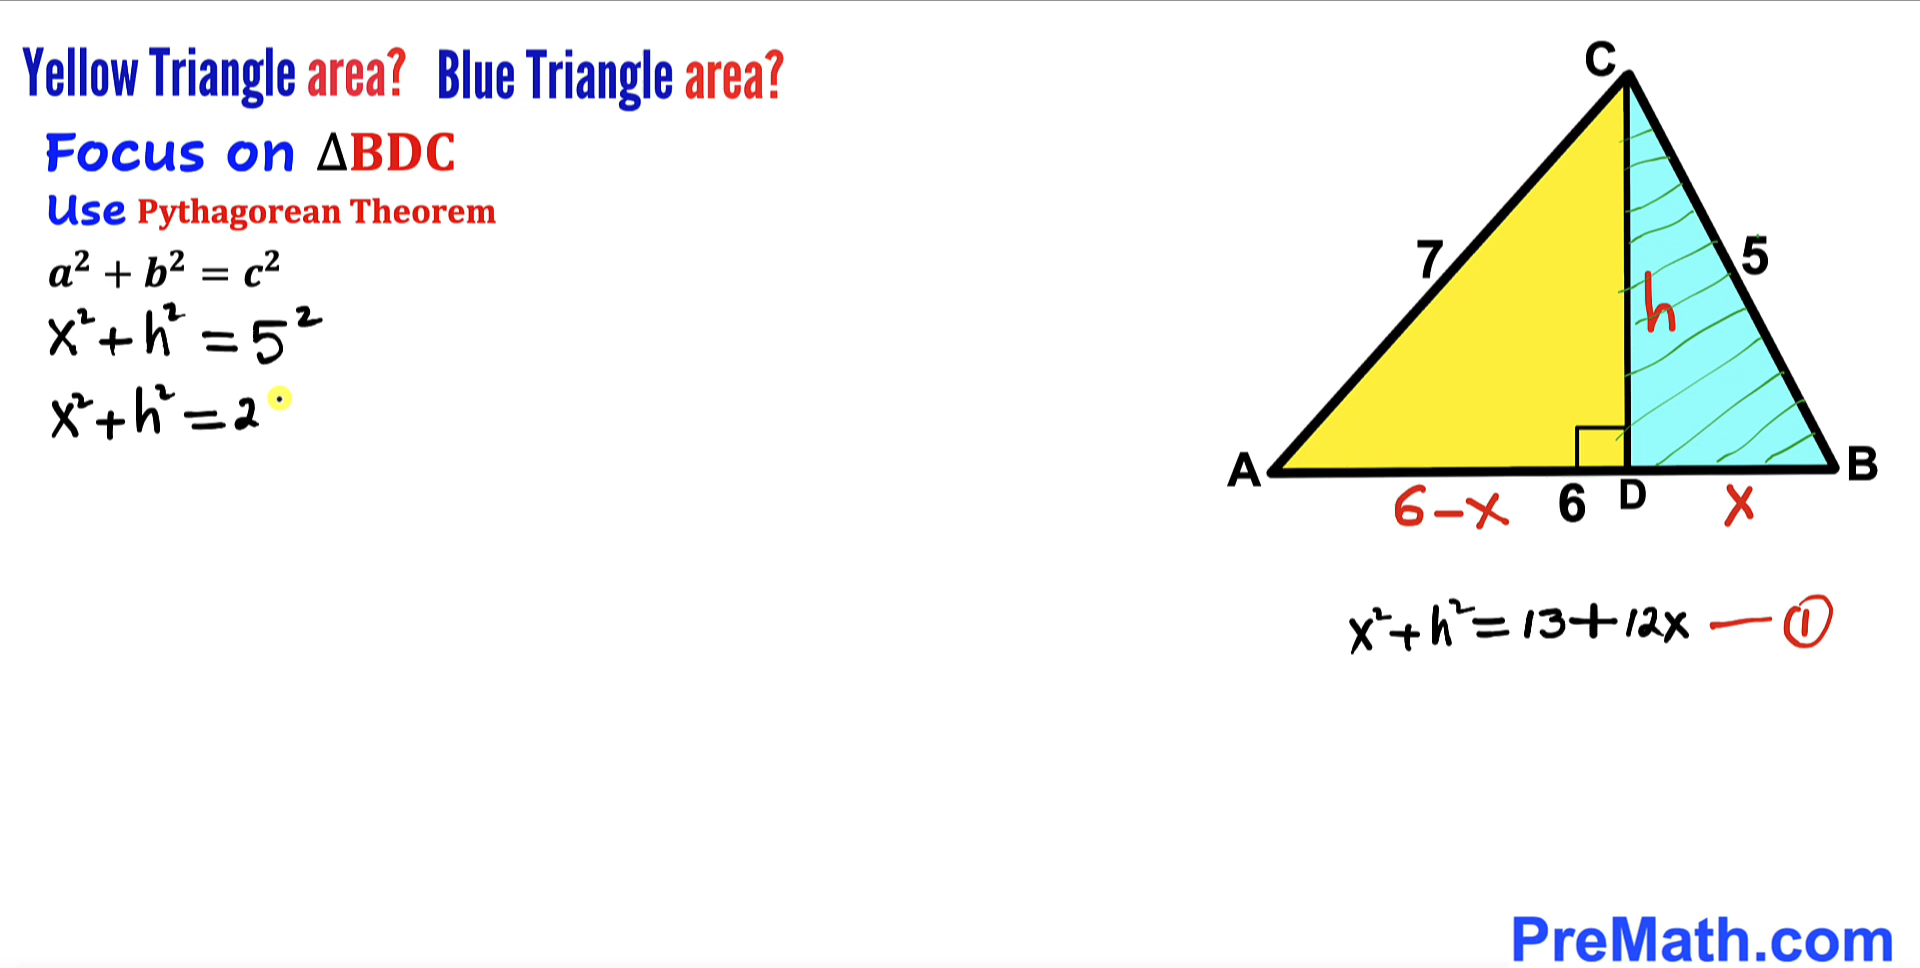 Yellow Triangle area? Blue Triangle area?
Focus on ΔBDC
Use Pythagorean Theorem
a² + b² = c²
x² + h² = 5²
x² + h² = 2
C
7
5
h
A
B
6-x
6
D
x
x² + h² = 13 + 12x — ①
PreMath.com